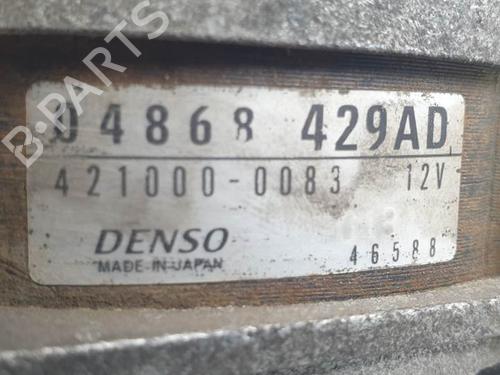 B-PARTS
04868 429AD
421000-0083 12V
DENSO
MADE IN JAPAN
46588